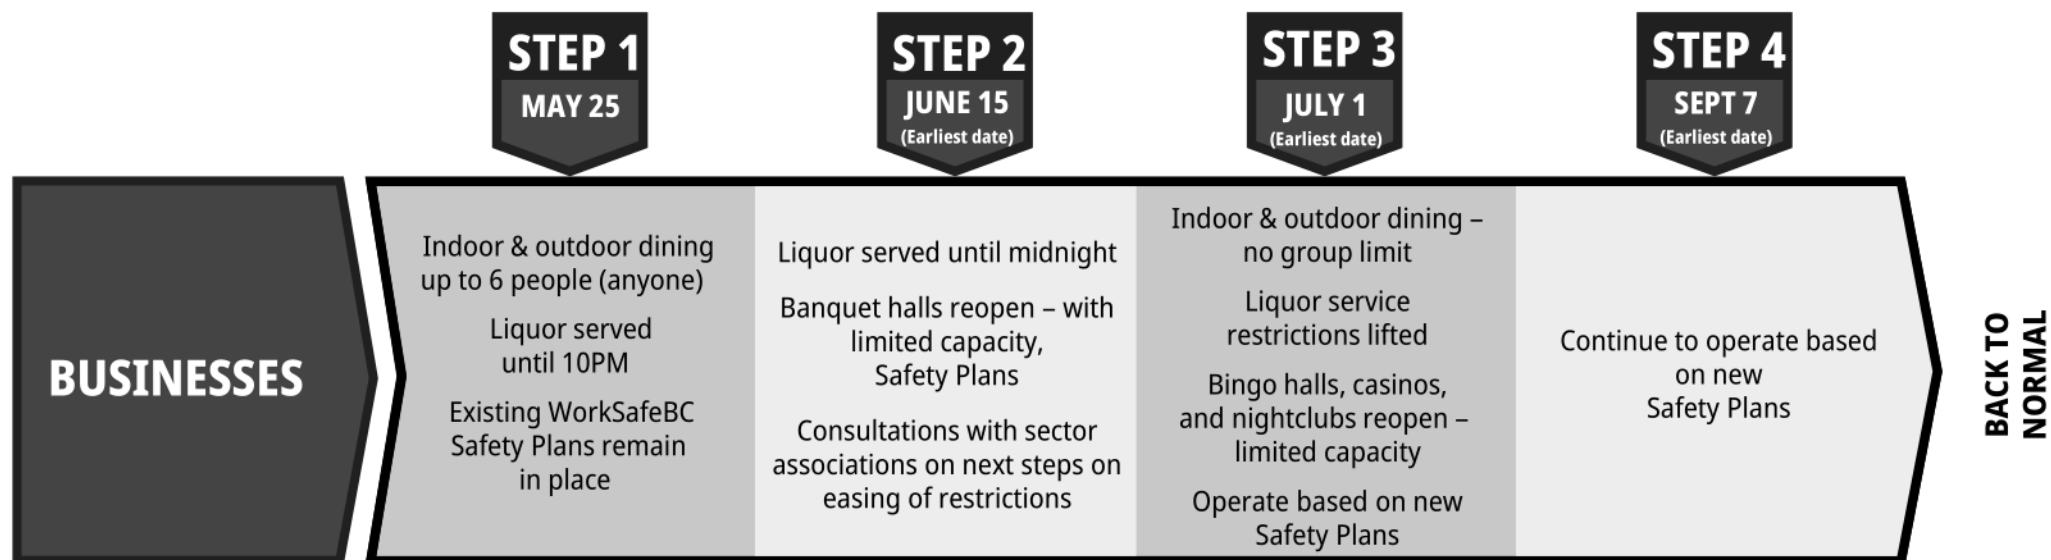 STEP 1
MAY 25
STEP 2
JUNE 15
(Earliest date)
STEP 3
JULY 1
(Earliest date)
STEP 4
SEPT 7
(Earliest date)
BUSINESSES
Indoor & outdoor dining
up to 6 people (anyone)
Liquor served
until 10PM
Existing WorkSafeBC
Safety Plans remain
in place
Liquor served until midnight
Banquet halls reopen – with
limited capacity,
Safety Plans
Consultations with sector
associations on next steps on
easing of restrictions
Indoor & outdoor dining –
no group limit
Liquor service
restrictions lifted
Bingo halls, casinos,
and nightclubs reopen –
limited capacity
Operate based on new
Safety Plans
Continue to operate based
on new
Safety Plans
BACK TO
NORMAL